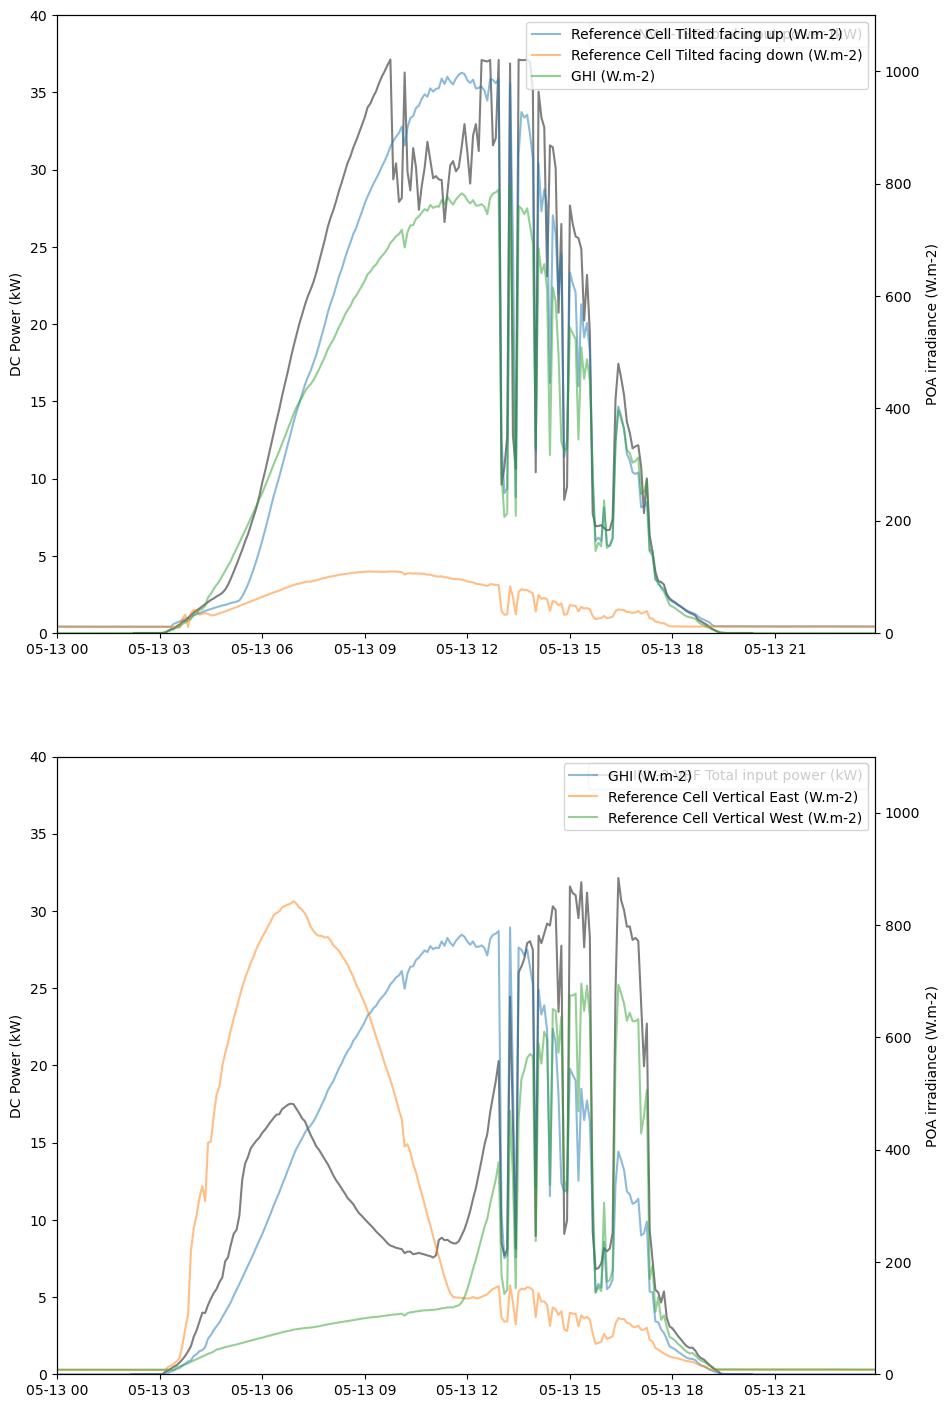 40
35
30
25
20
15
10
5
0
DC Power (kW)
Reference Cell Tilted facing up (W.m-2)
Reference Cell Tilted facing down (W.m-2)
GHI (W.m-2)
1000
800
600
400
200
0
POA irradiance (W.m-2)
05-13 00 05-13 03 05-13 06 05-13 09 05-13 12 05-13 15 05-13 18 05-13 21
40
35
30
25
20
15
10
5
0
DC Power (kW)
GHI (W.m-2) Total input power (kW)
Reference Cell Vertical East (W.m-2)
Reference Cell Vertical West (W.m-2)
1000
800
600
400
200
0
POA irradiance (W.m-2)
05-13 00 05-13 03 05-13 06 05-13 09 05-13 12 05-13 15 05-13 18 05-13 21